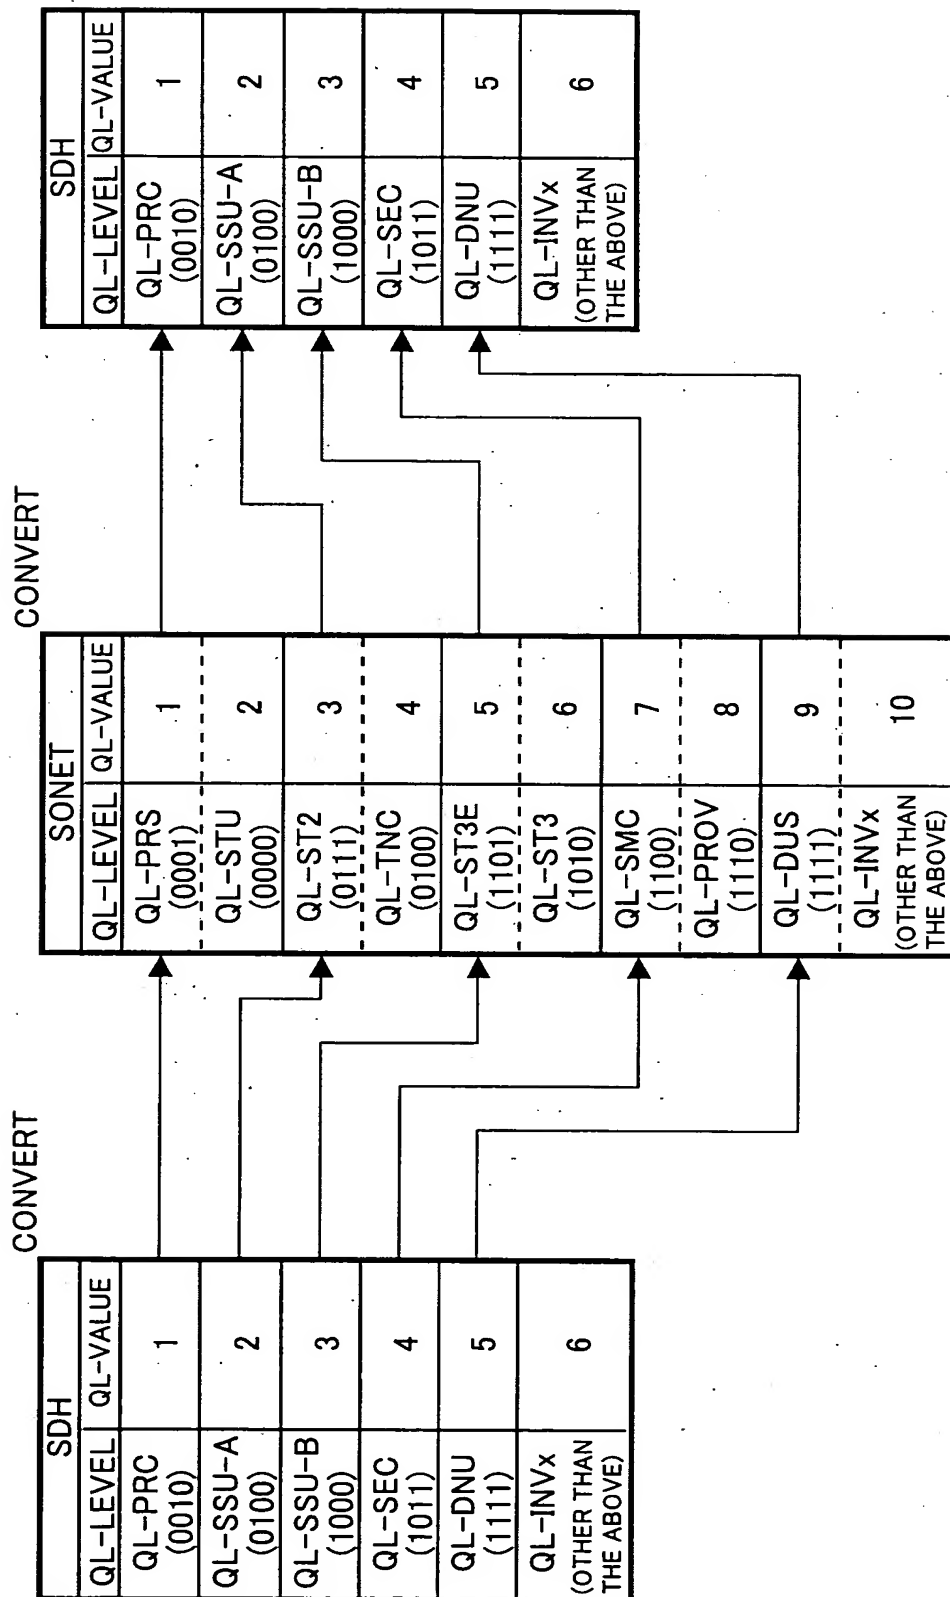 CONVERT
CONVERT
SDH
QL-LEVEL QL-VALUE
QL-PRC
(0010) 1
QL-SSU-A
(0100) 2
QL-SSU-B
(1000) 3
QL-SEC
(1011) 4
QL-DNU
(1111) 5
QL-INVx
(OTHER THAN
THE ABOVE) 6
SONET
QL-LEVEL QL-VALUE
QL-PRS
(0001) 1
QL-STU
(0000) 2
QL-ST2
(0111) 3
QL-TNC
(0100) 4
QL-ST3E
(1101) 5
QL-ST3
(1010) 6
QL-SMC
(1100) 7
QL-PROV
(1110) 8
QL-DUS
(1111) 9
QL-INVx
(OTHER THAN
THE ABOVE) 10
SDH
QL-LEVEL QL-VALUE
QL-PRC
(0010) 1
QL-SSU-A
(0100) 2
QL-SSU-B
(1000) 3
QL-SEC
(1011) 4
QL-DNU
(1111) 5
QL-INVx
(OTHER THAN
THE ABOVE) 6